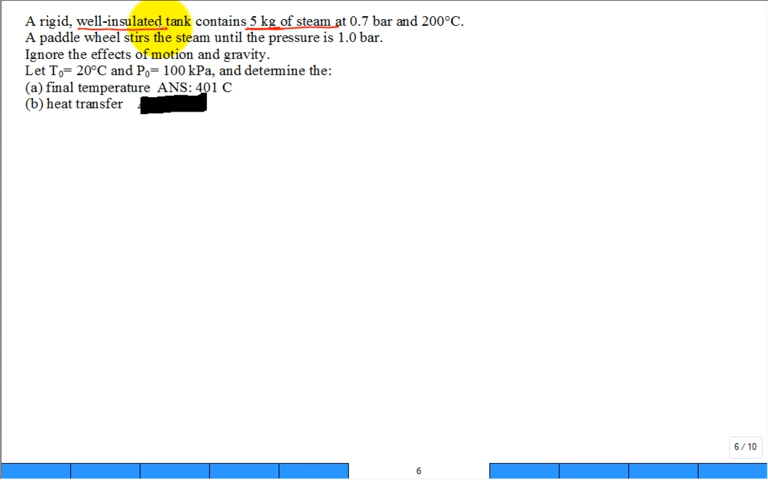 A rigid, well-insulated tank contains 5 kg of steam at 0.7 bar and 200°C.
A paddle wheel stirs the steam until the pressure is 1.0 bar.
Ignore the effects of motion and gravity.
Let T₀= 20°C and P₀= 100 kPa, and determine the:
(a) final temperature ANS: 401 C
(b) heat transfer
6 / 10
6